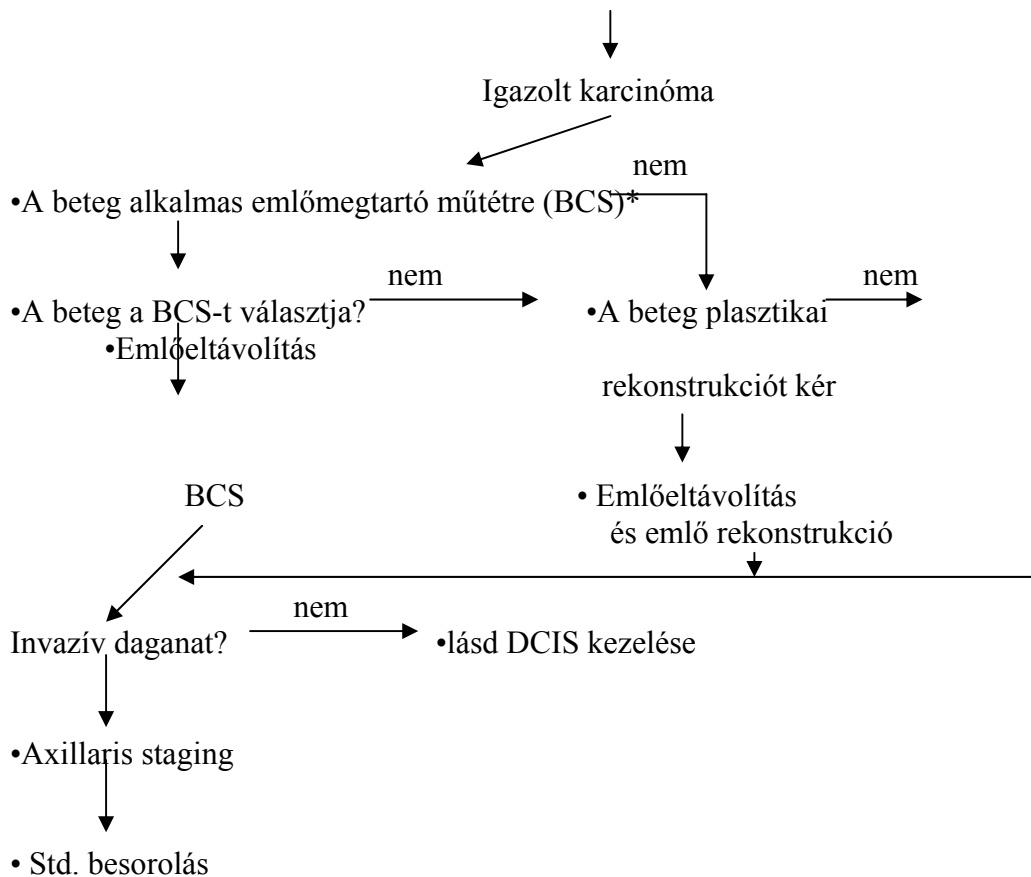 Igazolt karcinóma
nem
•A beteg alkalmas emlőmegtartó műtétre (BCS)*
nem
nem
•A beteg a BCS-t választja?
•A beteg plasztikai
•Emlőeltávolítás
rekonstrukciót kér
BCS
• Emlőeltávolítás
és emlő rekonstrukció
nem
Invazív daganat?
•lásd DCIS kezelése
•Axillaris staging
• Std. besorolás